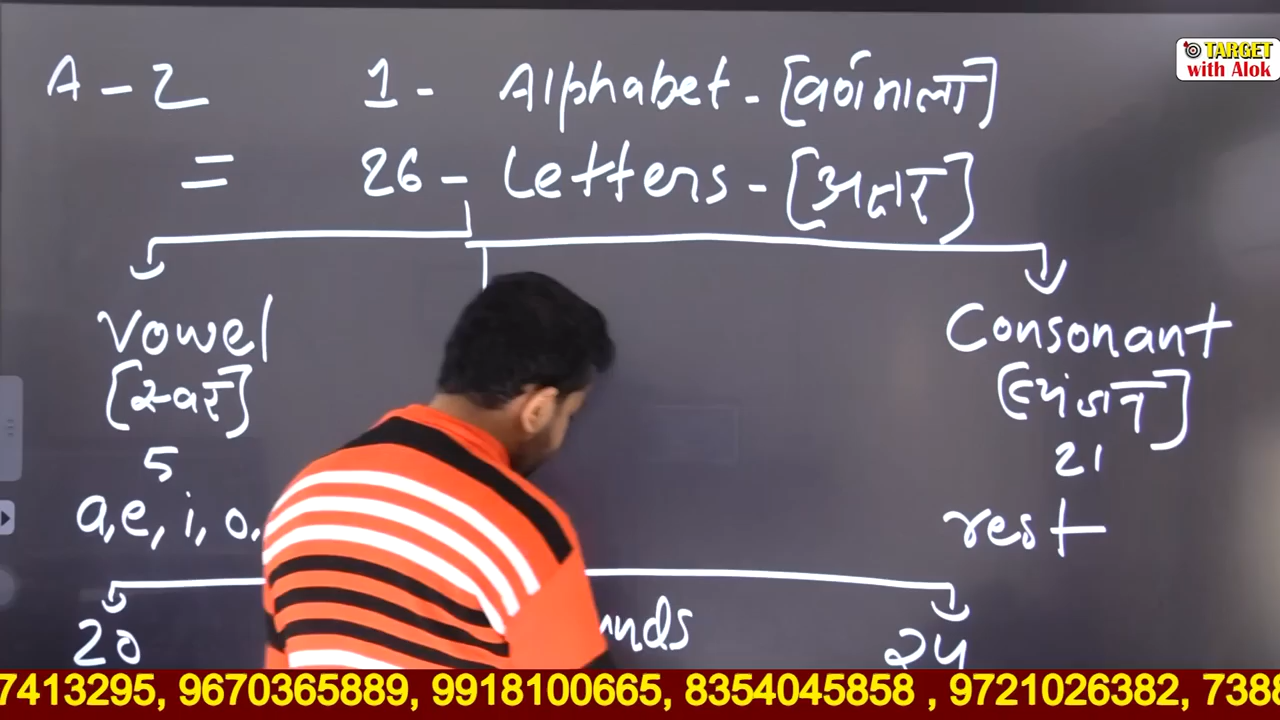 TARGET
with Alok
A - Z 1 - Alphabet - [वर्णमाला]
= 26 - Letters - [अक्षर]
Vowel Consonant
[स्वर] [व्यंजन]
5 21
a, e, i, o, rest
20 24
7413295, 9670365889, 9918100665, 8354045858 , 9721026382, 7388